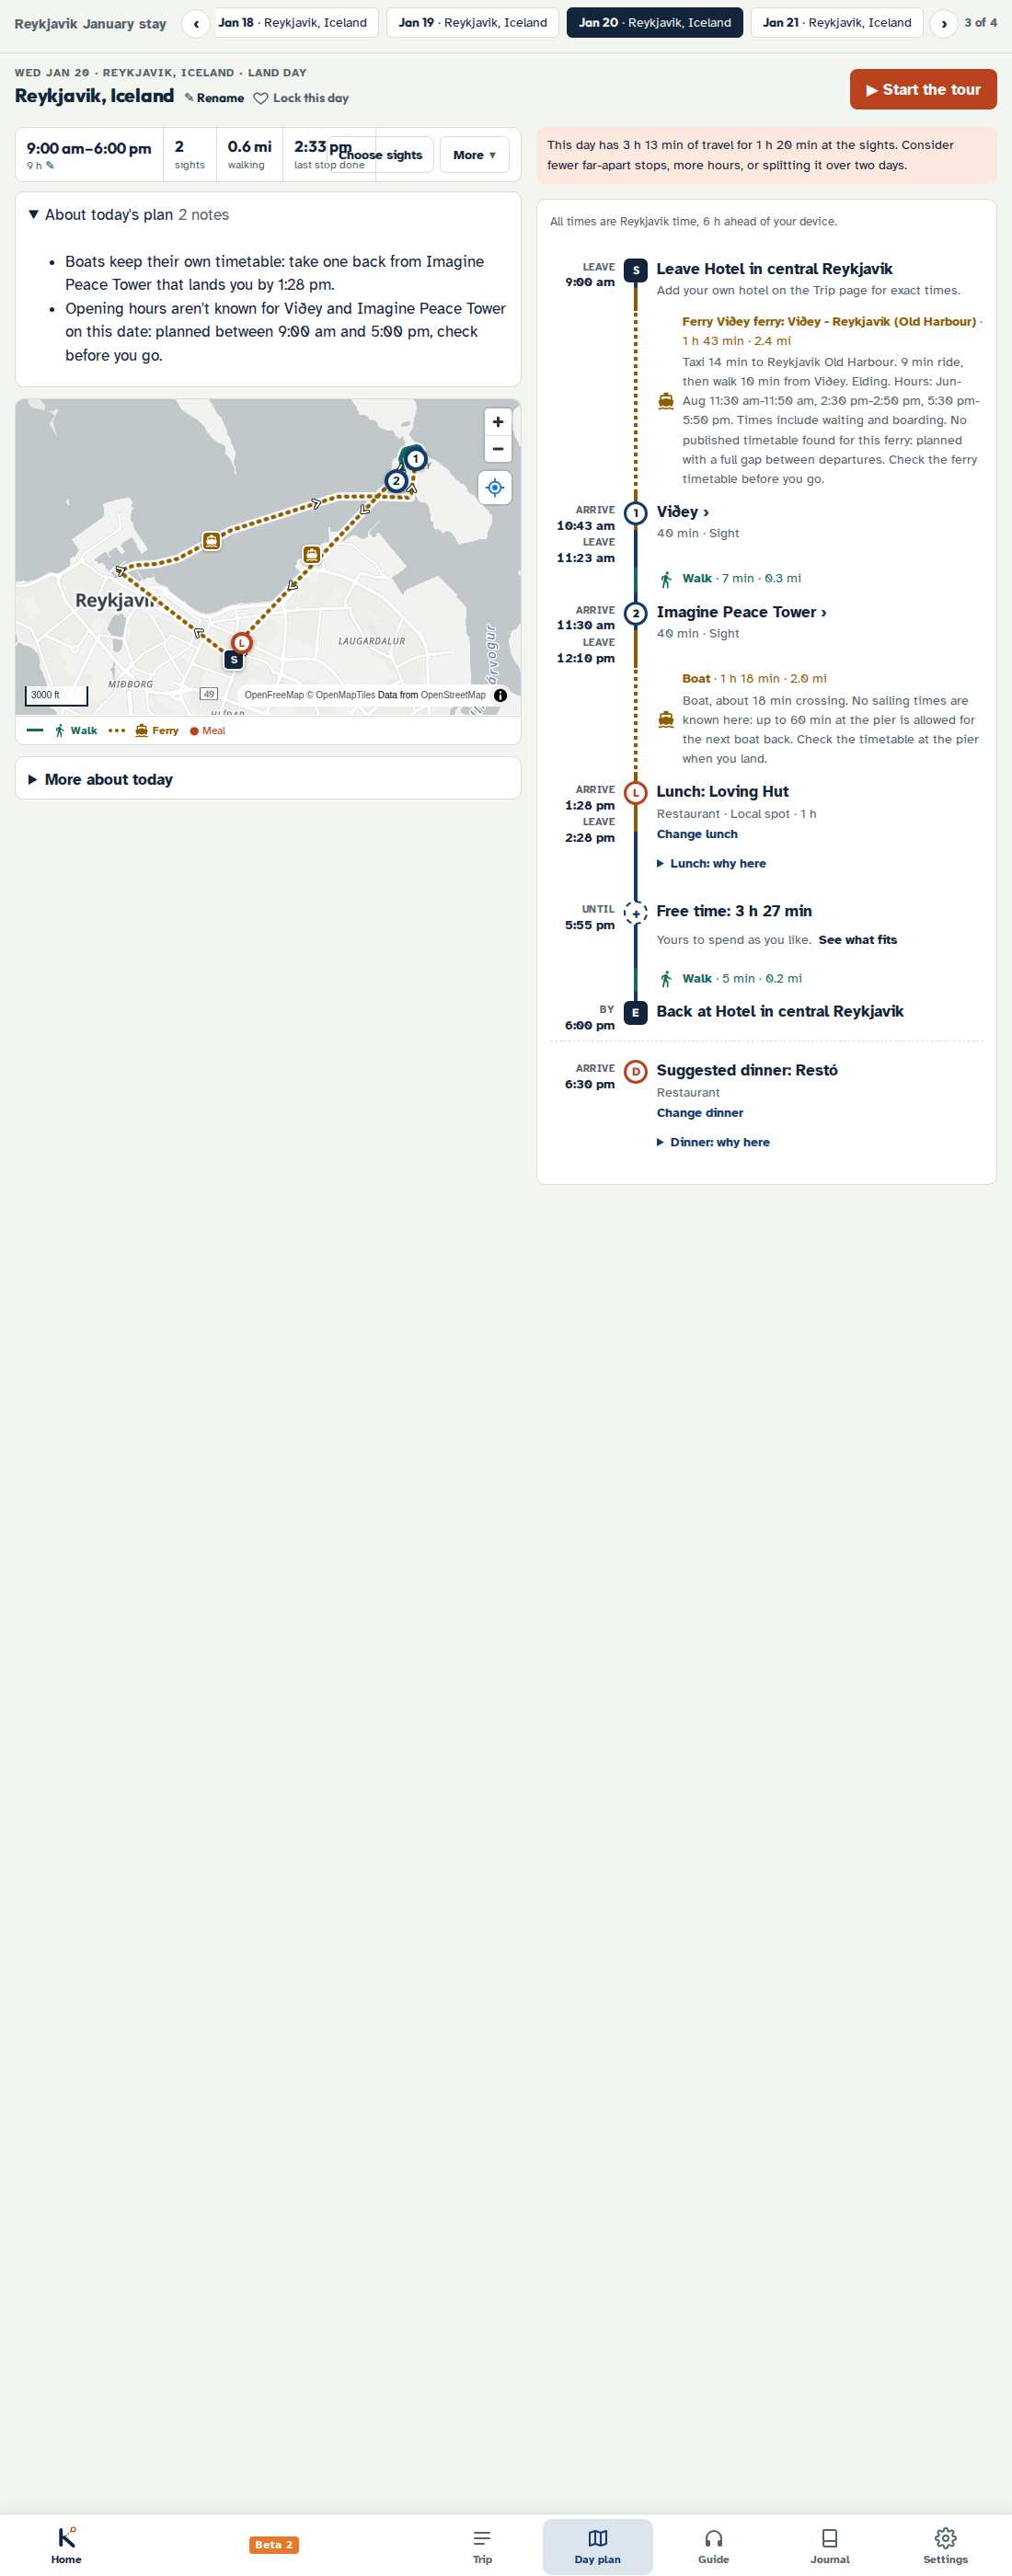 Reykjavik January stay
‹
Jan 18 · Reykjavik, Iceland
Jan 19 · Reykjavik, Iceland
Jan 20 · Reykjavik, Iceland
Jan 21 · Reykjavik, Iceland
›
3 of 4
WED JAN 20 · REYKJAVIK, ICELAND · LAND DAY
Reykjavik, Iceland
✎ Rename
Lock this day
▶ Start the tour
9:00 am–6:00 pm
9 h ✎
2
sights
0.6 mi
walking
2:33 pm
last stop done
Choose sights
More ▾
▼ About today's plan 2 notes
• Boats keep their own timetable: take one back from Imagine
Peace Tower that lands you by 1:28 pm.
• Opening hours aren't known for Viðey and Imagine Peace Tower
on this date: planned between 9:00 am and 5:00 pm, check
before you go.
+
−
1
2
Reykjavik
L
S
LAUGARDALUR
MIÐBORG
49
3000 ft
OpenFreeMap © OpenMapTiles Data from OpenStreetMap
Walk
Ferry
Meal
▶ More about today
This day has 3 h 13 min of travel for 1 h 20 min at the sights. Consider
fewer far-apart stops, more hours, or splitting it over two days.
All times are Reykjavik time, 6 h ahead of your device.
LEAVE
9:00 am
S
Leave Hotel in central Reykjavik
Add your own hotel on the Trip page for exact times.
Ferry Viðey ferry: Viðey - Reykjavík (Old Harbour) ·
1 h 43 min · 2.4 mi
Taxi 14 min to Reykjavík Old Harbour. 9 min ride,
then walk 10 min from Viðey. Elding. Hours: Jun-
Aug 11:30 am-11:50 am, 2:30 pm-2:50 pm, 5:30 pm-
5:50 pm. Times include waiting and boarding. No
published timetable found for this ferry: planned
with a full gap between departures. Check the ferry
timetable before you go.
ARRIVE
10:43 am
LEAVE
11:23 am
1
Viðey ›
40 min · Sight
Walk · 7 min · 0.3 mi
ARRIVE
11:30 am
LEAVE
12:10 pm
2
Imagine Peace Tower ›
40 min · Sight
Boat · 1 h 18 min · 2.0 mi
Boat, about 18 min crossing. No sailing times are
known here: up to 60 min at the pier is allowed for
the next boat back. Check the timetable at the pier
when you land.
ARRIVE
1:28 pm
LEAVE
2:28 pm
L
Lunch: Loving Hut
Restaurant · Local spot · 1 h
Change lunch
▶ Lunch: why here
UNTIL
5:55 pm
+
Free time: 3 h 27 min
Yours to spend as you like. See what fits
Walk · 5 min · 0.2 mi
BY
6:00 pm
E
Back at Hotel in central Reykjavik
ARRIVE
6:30 pm
D
Suggested dinner: Restó
Restaurant
Change dinner
▶ Dinner: why here
Home
Beta 2
Trip
Day plan
Guide
Journal
Settings